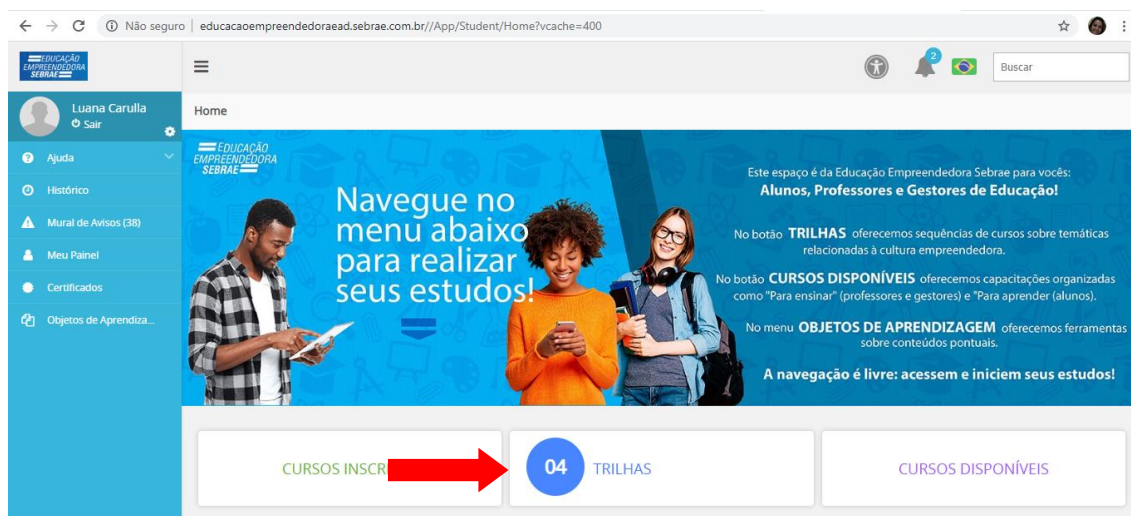 Não seguro | educacaoempreendedoraead.sebrae.com.br//App/Student/Home?vcache=400
EDUCAÇÃO
EMPREENDEDORA
SEBRAE
2
Buscar
Luana Carulla
Sair
Home
Ajuda
Histórico
Mural de Avisos (38)
Meu Painel
Certificados
Objetos de Aprendiza...
EDUCAÇÃO
EMPREENDEDORA
SEBRAE
Navegue no
menu abaixo
para realizar
seus estudos!
Este espaço é da Educação Empreendedora Sebrae para vocês:
Alunos, Professores e Gestores de Educação!
No botão TRILHAS oferecemos sequências de cursos sobre temáticas
relacionadas à cultura empreendedora.
No botão CURSOS DISPONÍVEIS oferecemos capacitações organizadas
como "Para ensinar" (professores e gestores) e "Para aprender (alunos).
No menu OBJETOS DE APRENDIZAGEM oferecemos ferramentas
sobre conteúdos pontuais.
A navegação é livre: acessem e iniciem seus estudos!
CURSOS INSCR
04 TRILHAS
CURSOS DISPONÍVEIS